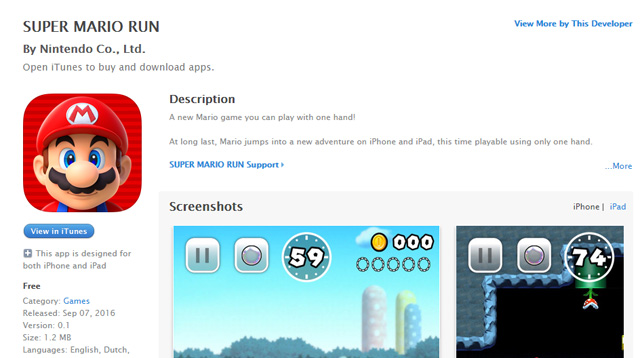 SUPER MARIO RUN
View More by This Developer
By Nintendo Co., Ltd.
Open iTunes to buy and download apps.
M
Description
A new Mario game you can play with one hand!
At long last, Mario jumps into a new adventure on iPhone and iPad, this time playable using only one hand.
SUPER MARIO RUN Support
...More
Screenshots
iPhone | iPad
59
000
74
View in iTunes
This app is designed for
both iPhone and iPad
Free
Category: Games
Released: Sep 07, 2016
Version: 0.1
Size: 1.2 MB
Languages: English, Dutch,